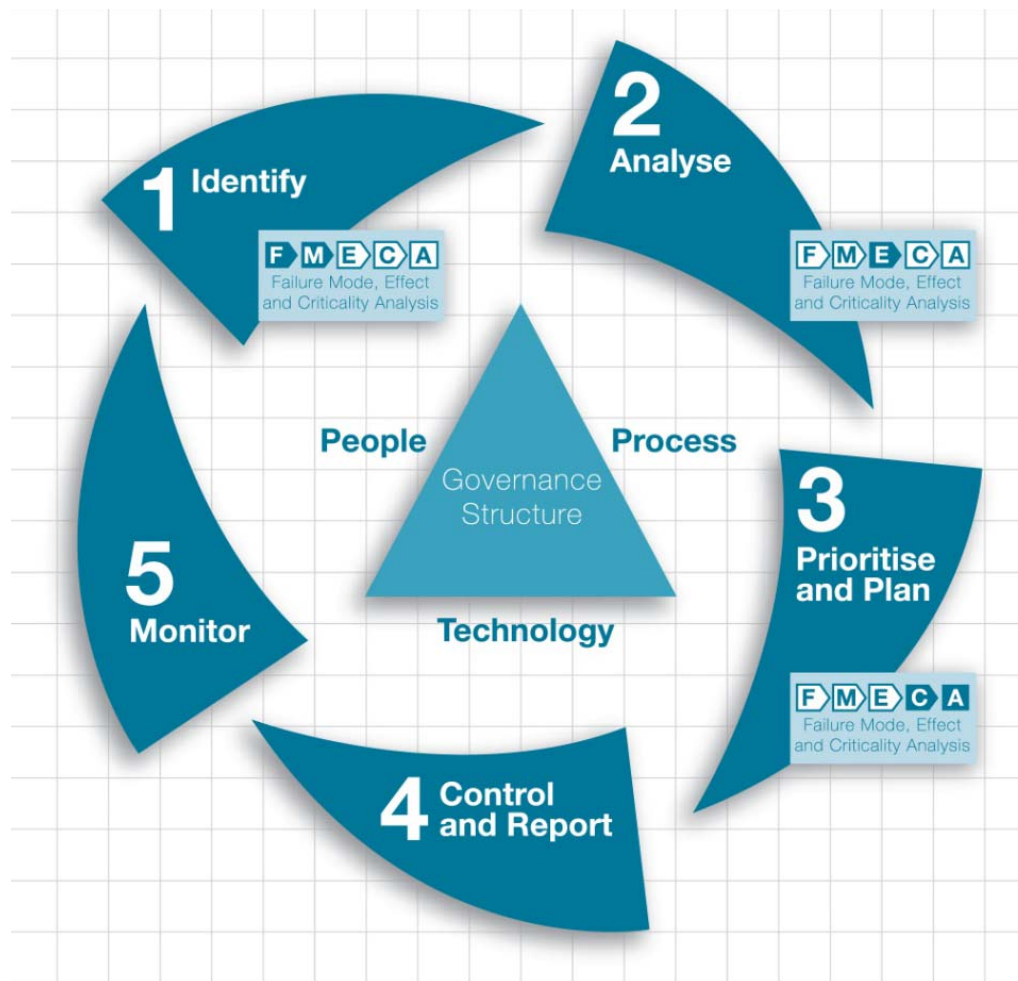 1 Identify
FMECA
Failure Mode, Effect
and Criticality Analysis
2
Analyse
FMECA
Failure Mode, Effect
and Criticality Analysis
People
Process
Governance
Structure
Technology
3
Prioritise
and Plan
FMECA
Failure Mode, Effect
and Criticality Analysis
4 Control
and Report
5
Monitor